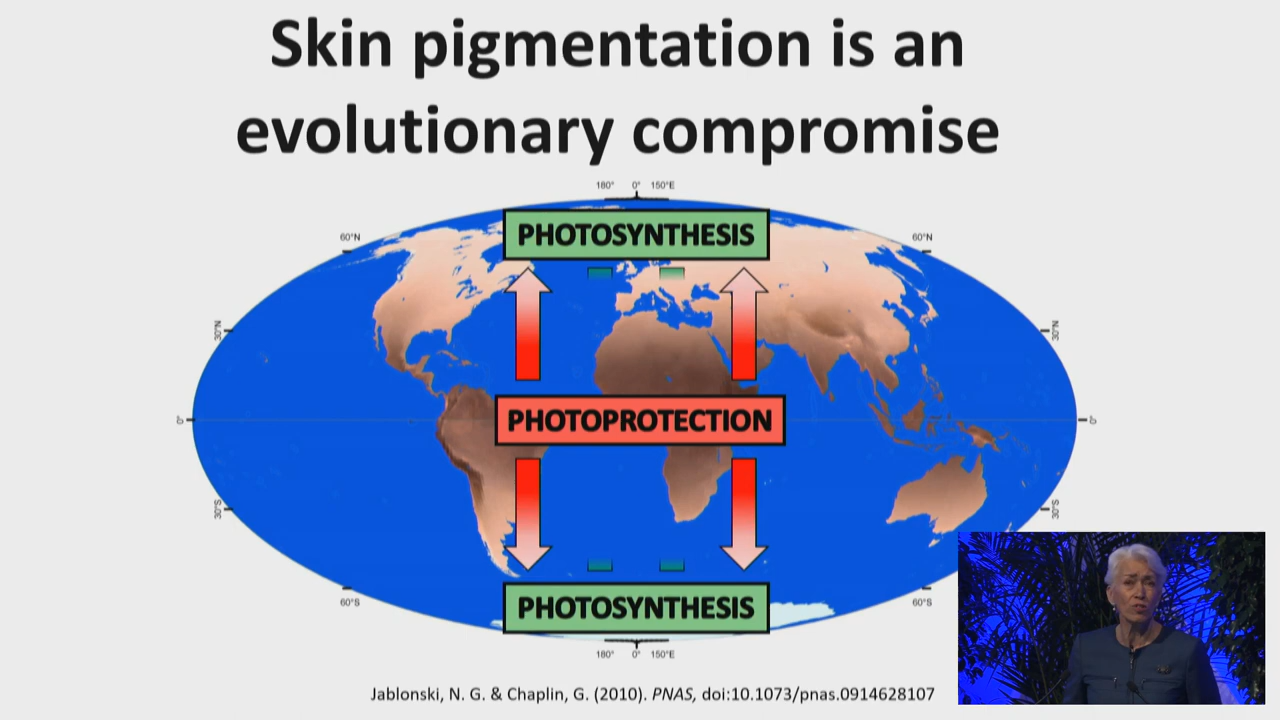 Skin pigmentation is an
evolutionary compromise
180° 0° 150°E
PHOTOSYNTHESIS
60°N 60°N
30°N 30°N
PHOTOPROTECTION
0° 0°
30°S 30°S
60°S 60°S
PHOTOSYNTHESIS
180° 0° 150°E
Jablonski, N. G. & Chaplin, G. (2010). PNAS, doi:10.1073/pnas.0914628107